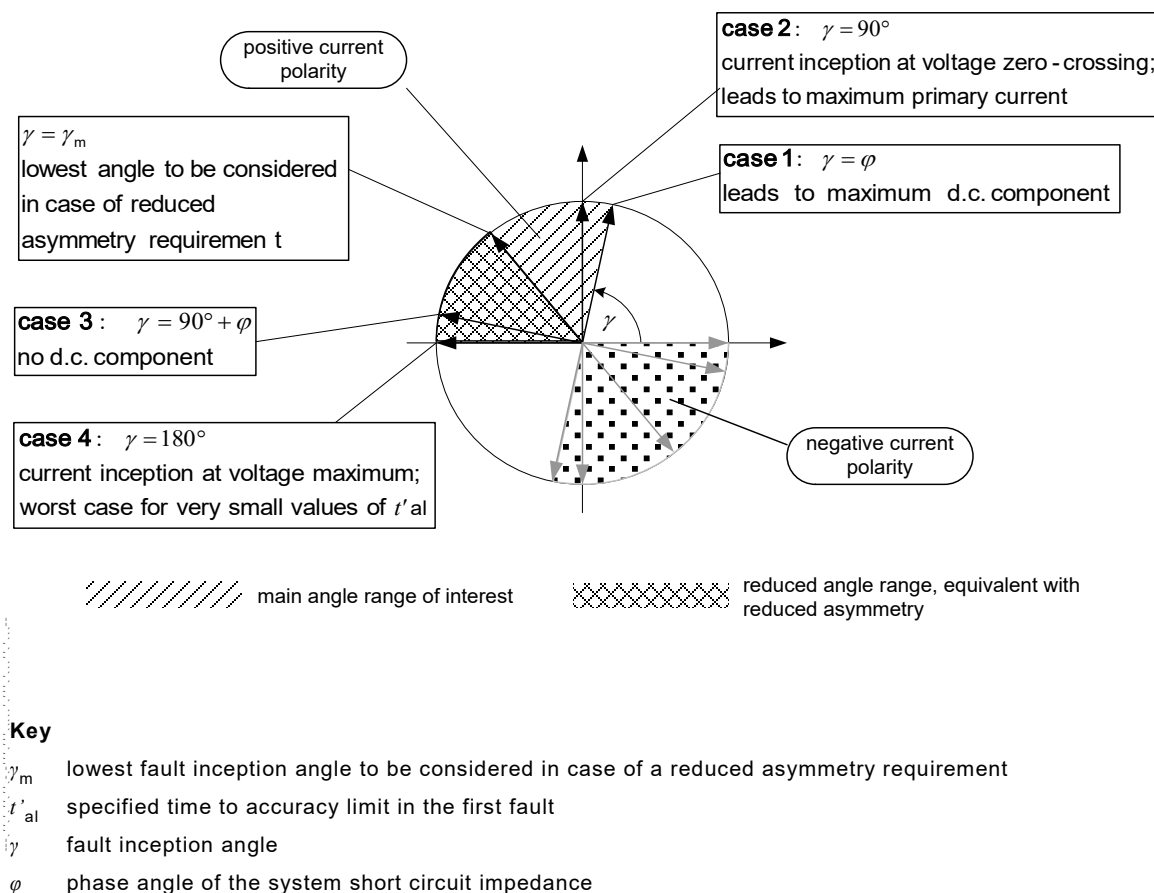 positive current
polarity
case 2 : γ = 90°
current inception at voltage zero - crossing;
leads to maximum primary current
γ = γm
lowest angle to be considered
in case of reduced
asymmetry requiremen t
case 1 : γ = φ
leads to maximum d.c. component
case 3 : γ = 90° + φ
no d.c. component
γ
case 4 : γ = 180°
current inception at voltage maximum;
worst case for very small values of t′al
negative current
polarity
main angle range of interest
reduced angle range, equivalent with
reduced asymmetry
Key
γm lowest fault inception angle to be considered in case of a reduced asymmetry requirement
t’al specified time to accuracy limit in the first fault
γ fault inception angle
φ phase angle of the system short circuit impedance